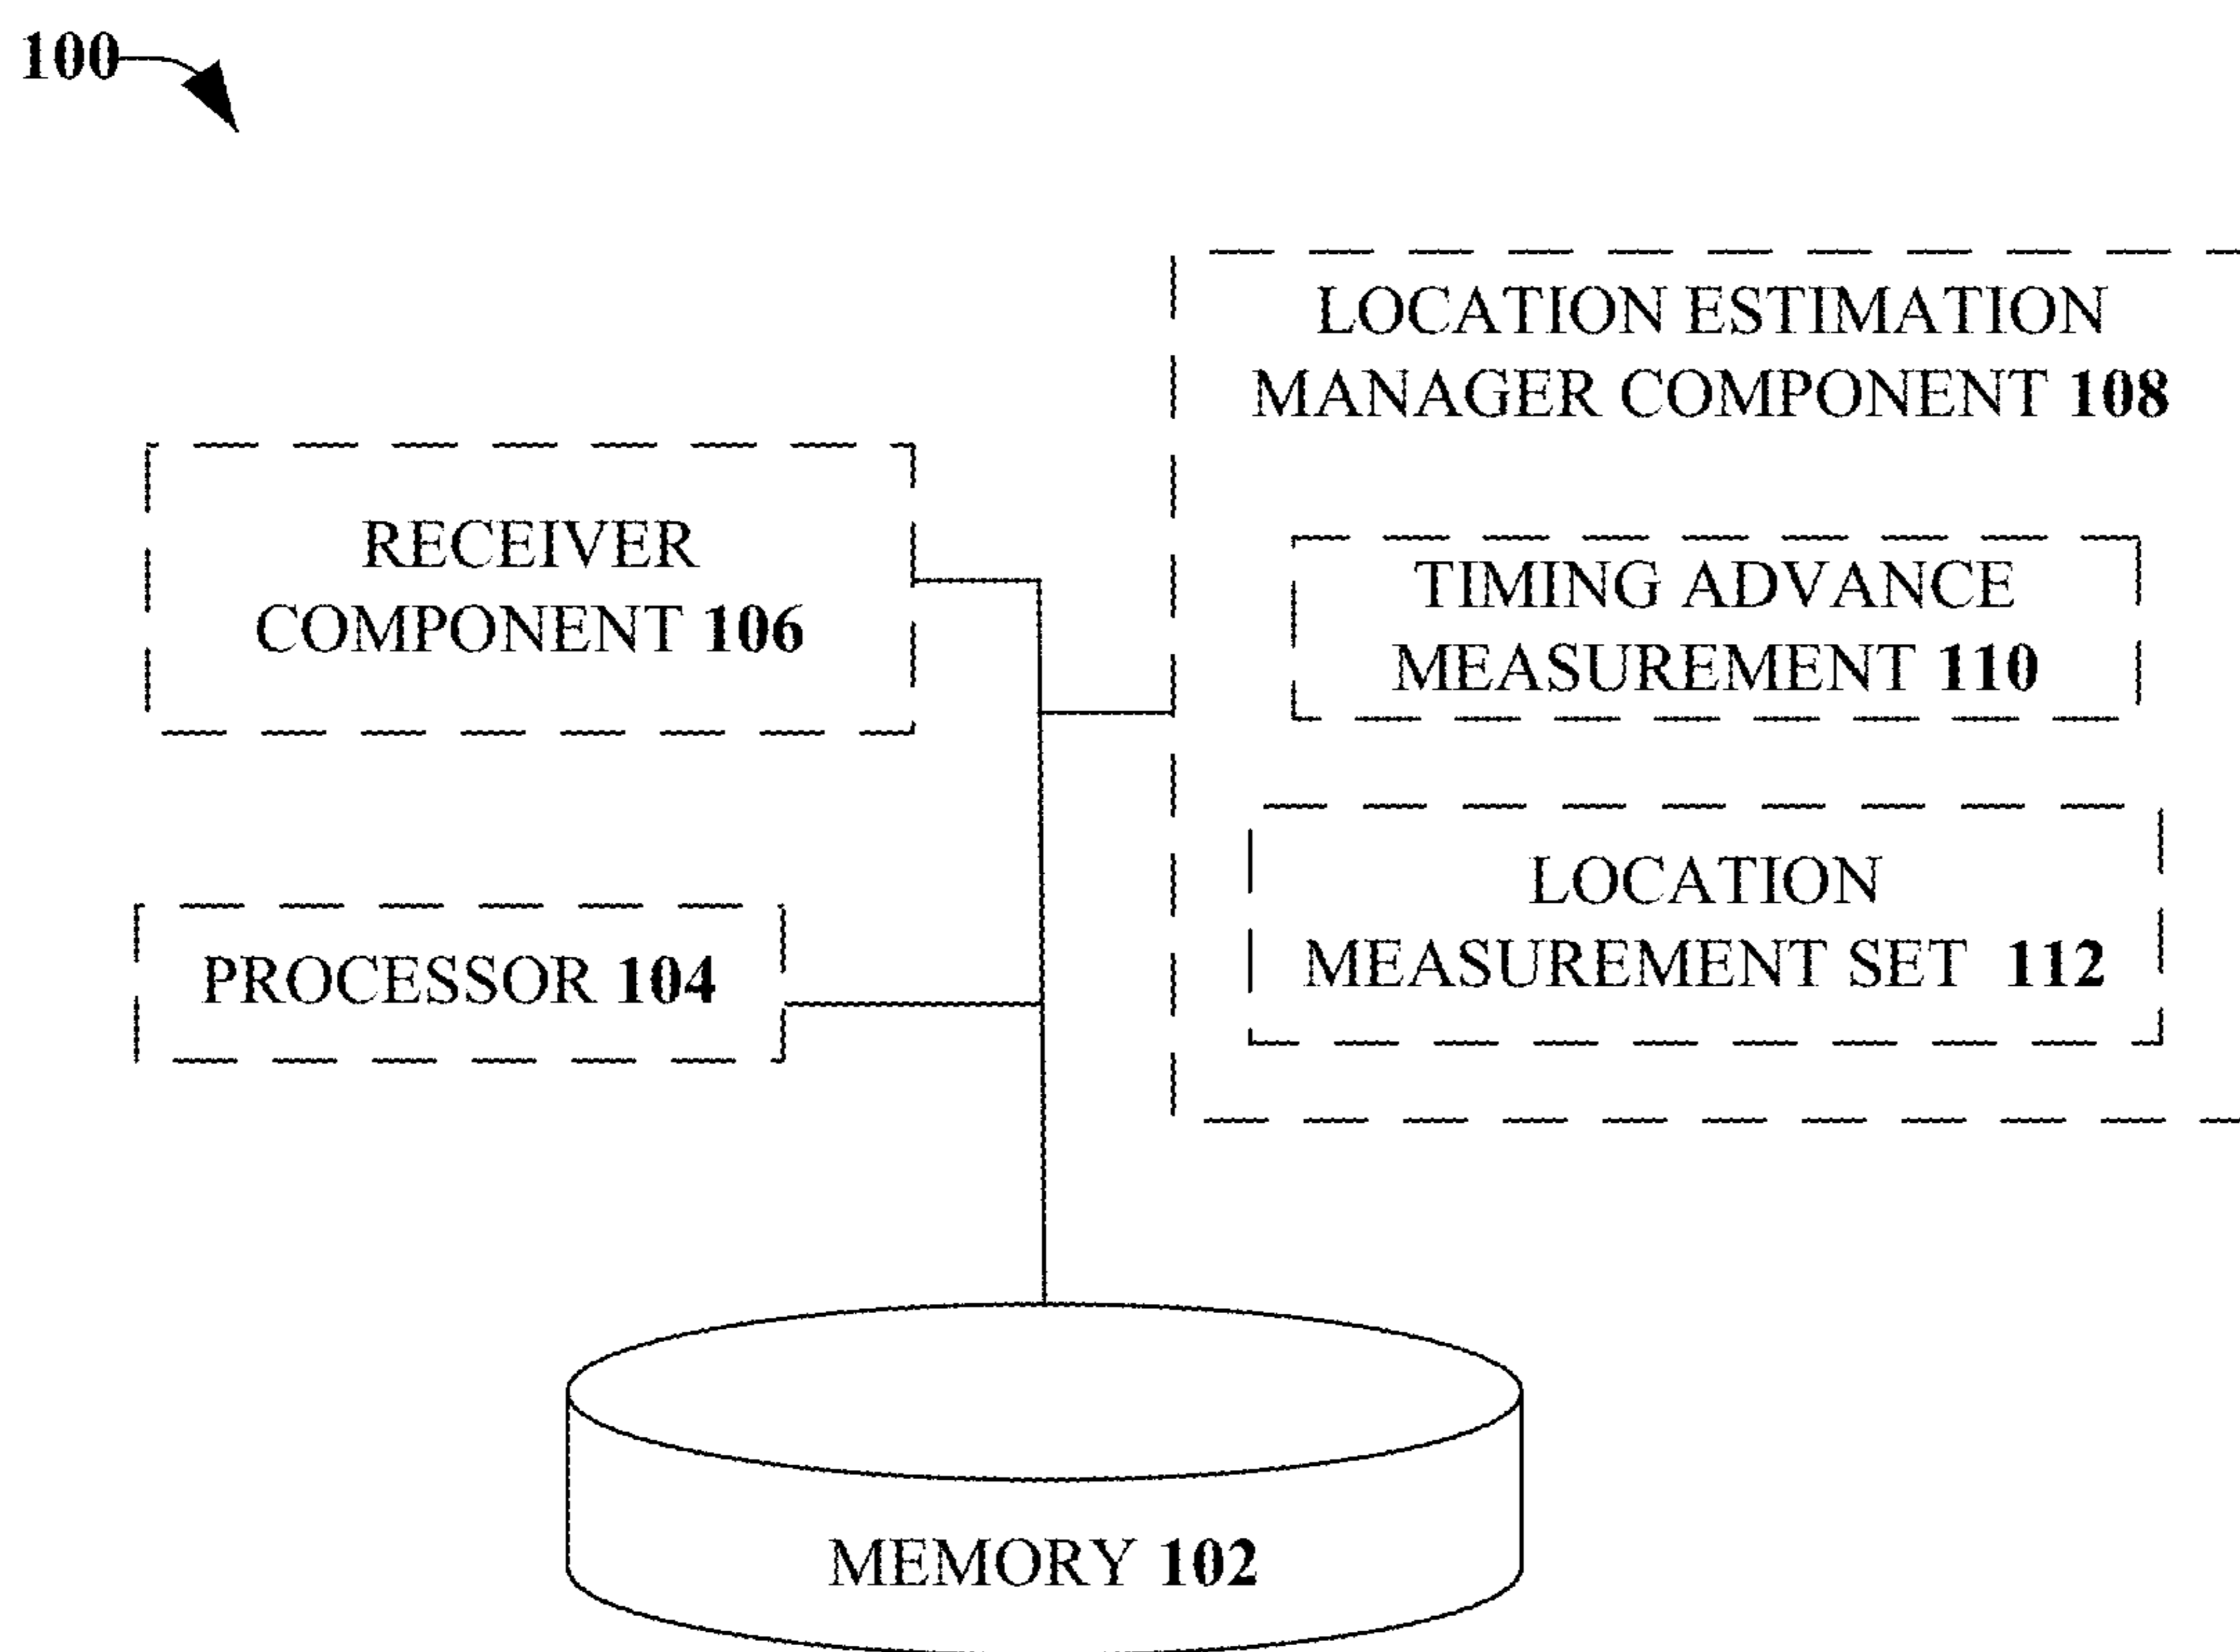 100
LOCATION ESTIMATION
MANAGER COMPONENT 108
RECEIVER
COMPONENT 106
TIMING ADVANCE
MEASUREMENT 110
LOCATION
MEASUREMENT SET 112
PROCESSOR 104
MEMORY 102